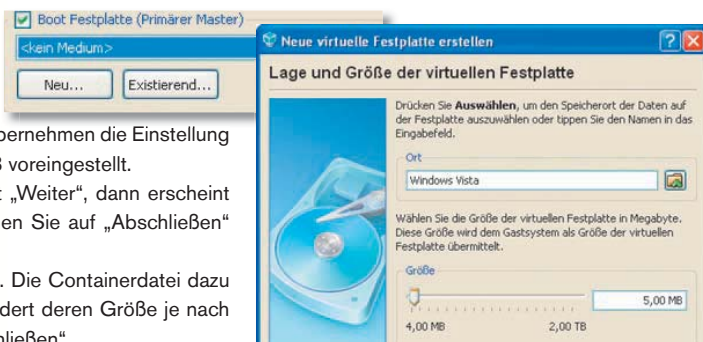 Boot Festplatte (Primärer Master)
<kein Medium>
Neu...
Existierend...
bernehmen die Einstellung
voreingestellt.
„Weiter“, dann erscheint
en Sie auf „Abschließen“
. Die Containerdatei dazu
dert deren Größe je nach
ließen“.
Neue virtuelle Festplatte erstellen
Lage und Größe der virtuellen Festplatte
Drücken Sie Auswählen, um den Speicherort der Daten auf
der Festplatte auszuwählen oder tippen Sie den Namen in das
Eingabefeld.
Ort
Windows Vista
Wählen Sie die Größe der virtuellen Festplatte in Megabyte.
Diese Größe wird dem Gastsystem als Größe der virtuellen
Festplatte übermittelt.
Größe
5,00 MB
4,00 MB
2,00 TB